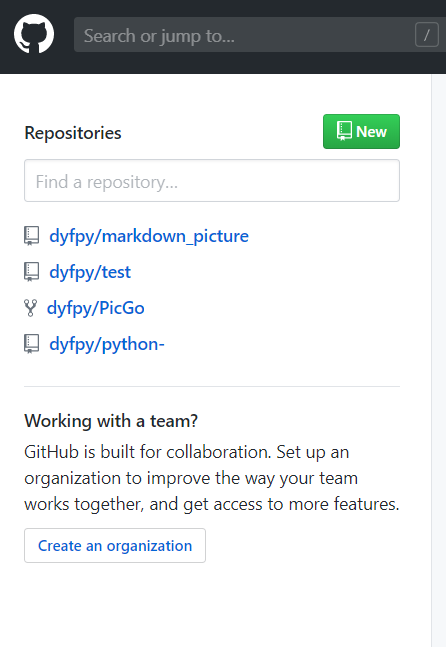 Search or jump to...
/
Repositories
New
Find a repository...
dyfpy/markdown_picture
dyfpy/test
dyfpy/PicGo
dyfpy/python-
Working with a team?
GitHub is built for collaboration. Set up an
organization to improve the way your team
works together, and get access to more features.
Create an organization